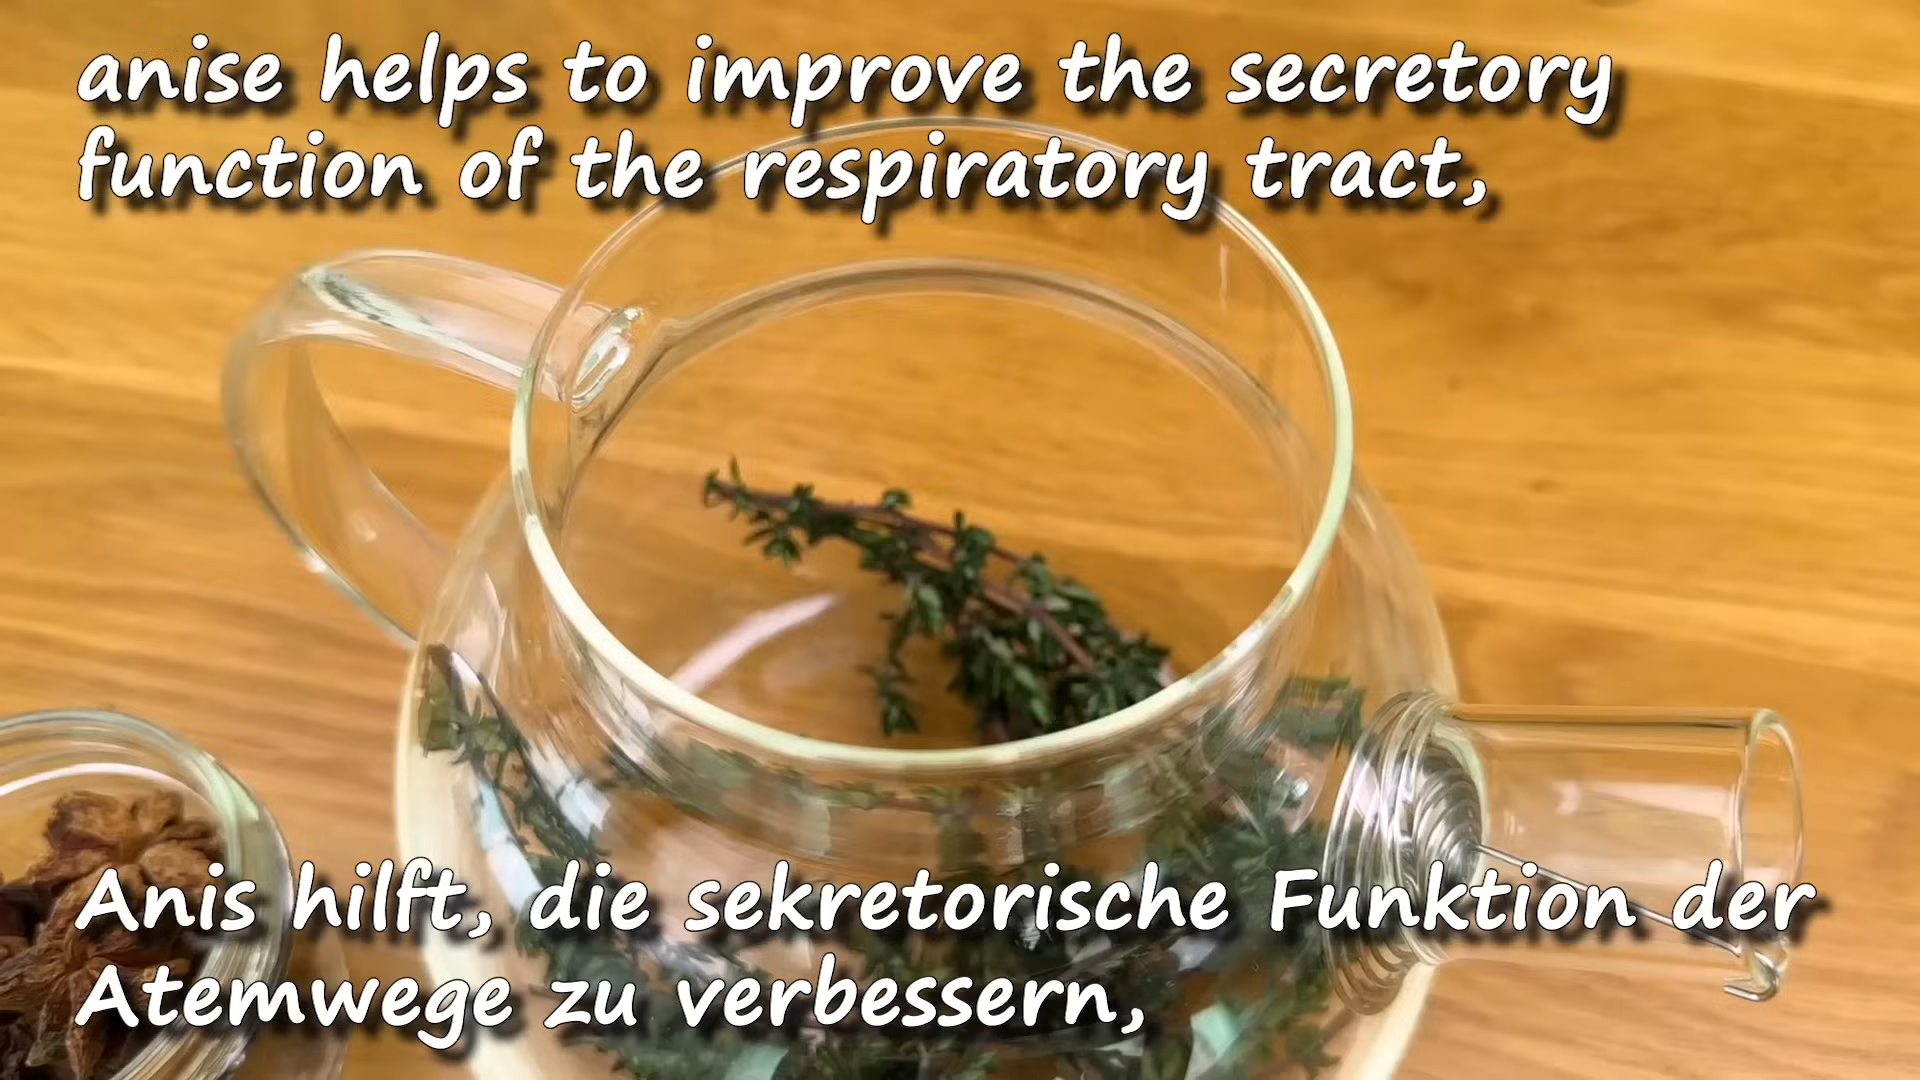 anise helps to improve the secretory
function of the respiratory tract,
Anis hilft, die sekretorische Funktion der
Atemwege zu verbessern,